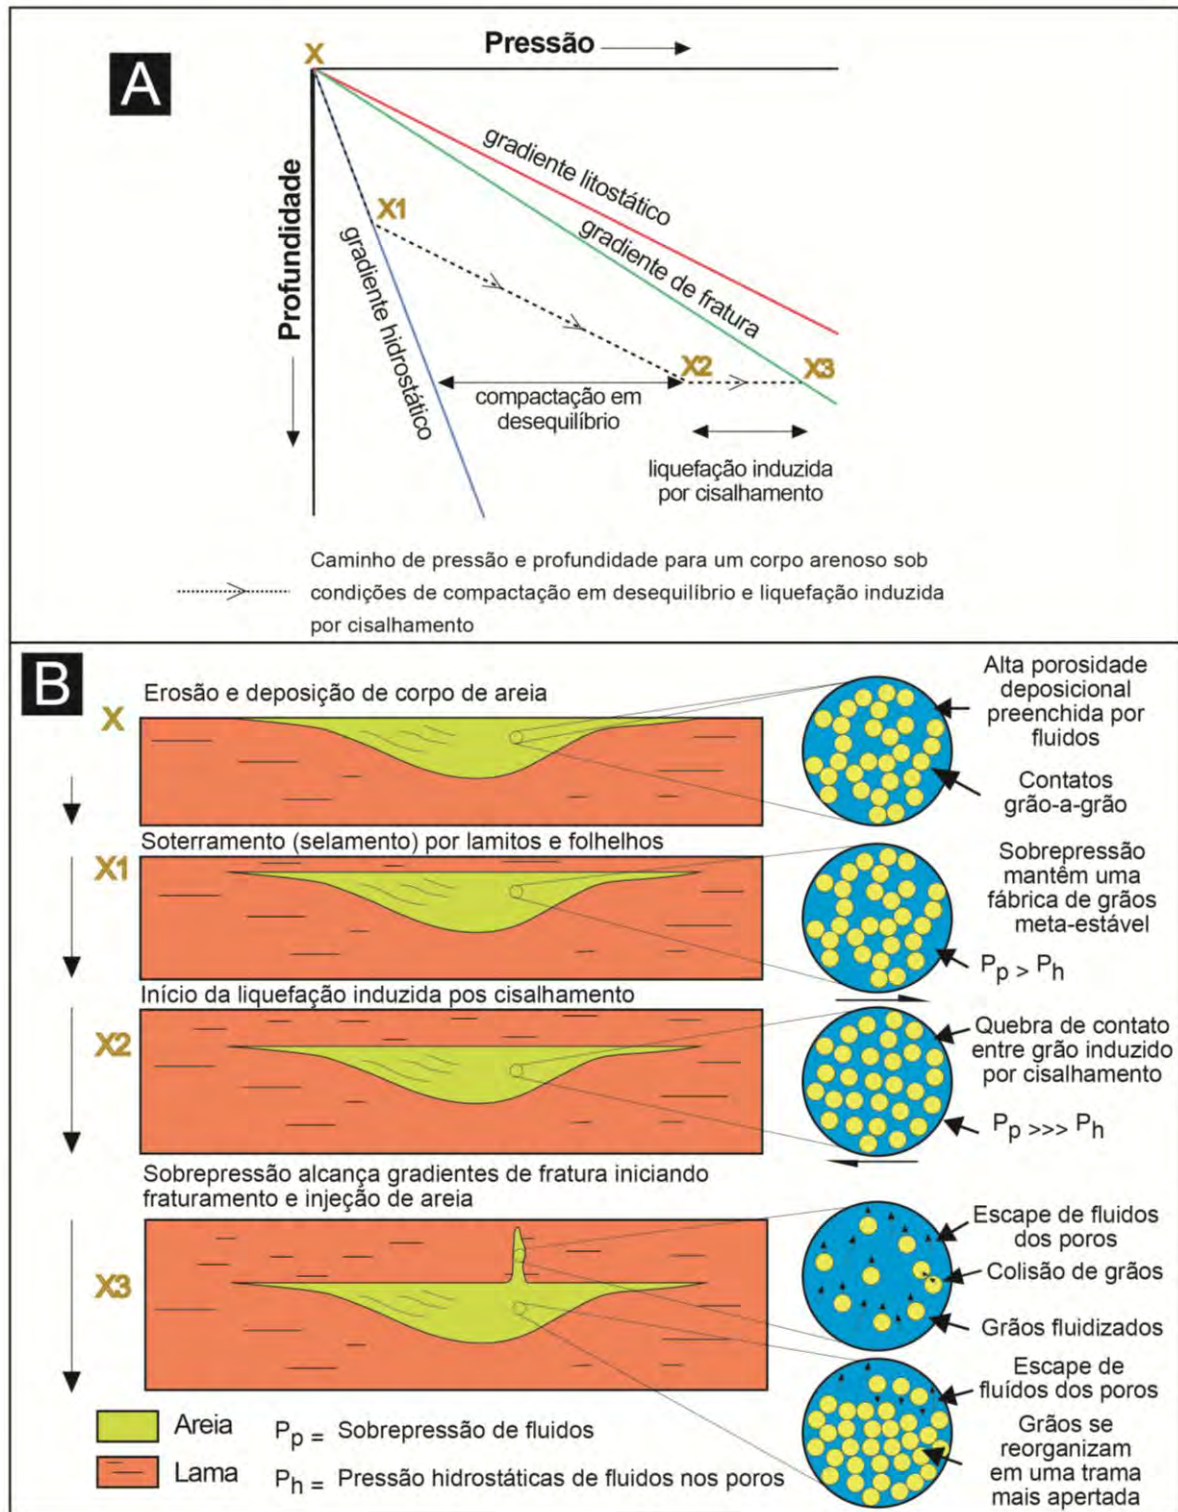 A
X
Pressão
Profundidade
gradiente litostático
gradiente de fratura
gradiente hidrostático
X1
X2
X3
compactação em
desequilíbrio
liquefação induzida
por cisalhamento
Caminho de pressão e profundidade para um corpo arenoso sob
condições de compactação em desequilíbrio e liquefação induzida
por cisalhamento
B
X
Erosão e deposição de corpo de areia
Alta porosidade
deposicional
preenchida por
fluidos
Contatos
grão-a-grão
X1
Soterramento (selamento) por lamitos e folhelhos
Sobrepressão
mantêm uma
fábrica de grãos
meta-estável
Pp > Ph
X2
Início da liquefação induzida pos cisalhamento
Quebra de contato
entre grão induzido
por cisalhamento
Pp >>> Ph
X3
Sobrepressão alcança gradientes de fratura iniciando
fraturamento e injeção de areia
Escape de fluidos
dos poros
Colisão de grãos
Grãos fluidizados
Escape de
fluídos dos poros
Grãos se
reorganizam
em uma trama
mais apertada
Areia
Pp = Sobrepressão de fluidos
Lama
Ph = Pressão hidrostáticas de fluidos nos poros